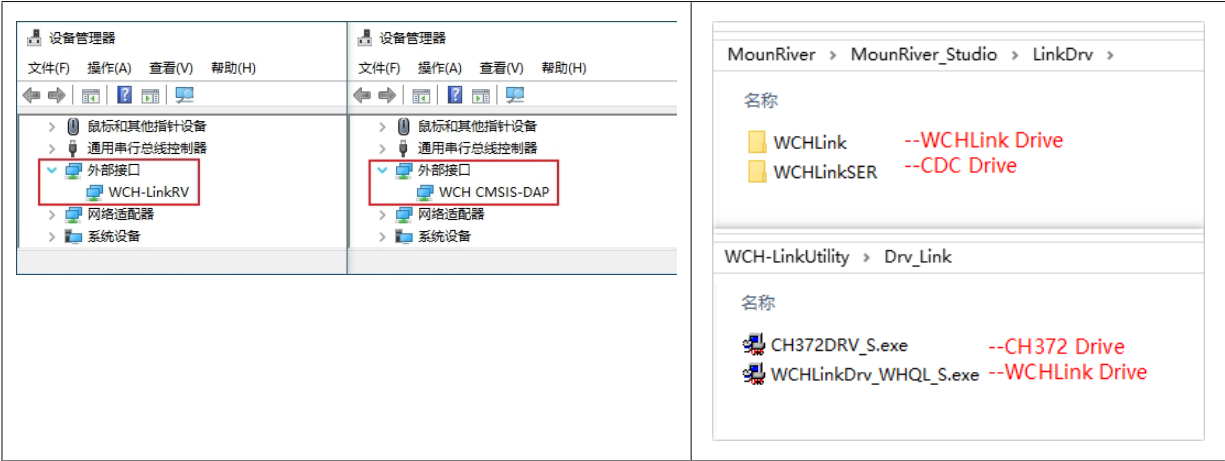 设备管理器
文件(F) 操作(A) 查看(V) 帮助(H)
鼠标和其他指针设备
通用串行总线控制器
外部接口
WCH-LinkRV
网络适配器
系统设备
设备管理器
文件(F) 操作(A) 查看(V) 帮助(H)
鼠标和其他指针设备
通用串行总线控制器
外部接口
WCH CMSIS-DAP
网络适配器
系统设备
MounRiver > MounRiver_Studio > LinkDrv >
名称
WCHLink --WCHLink Drive
WCHLinkSER --CDC Drive
WCH-LinkUtility > Drv_Link
名称
CH372DRV_S.exe --CH372 Drive
WCHLinkDrv_WHQL_S.exe --WCHLink Drive